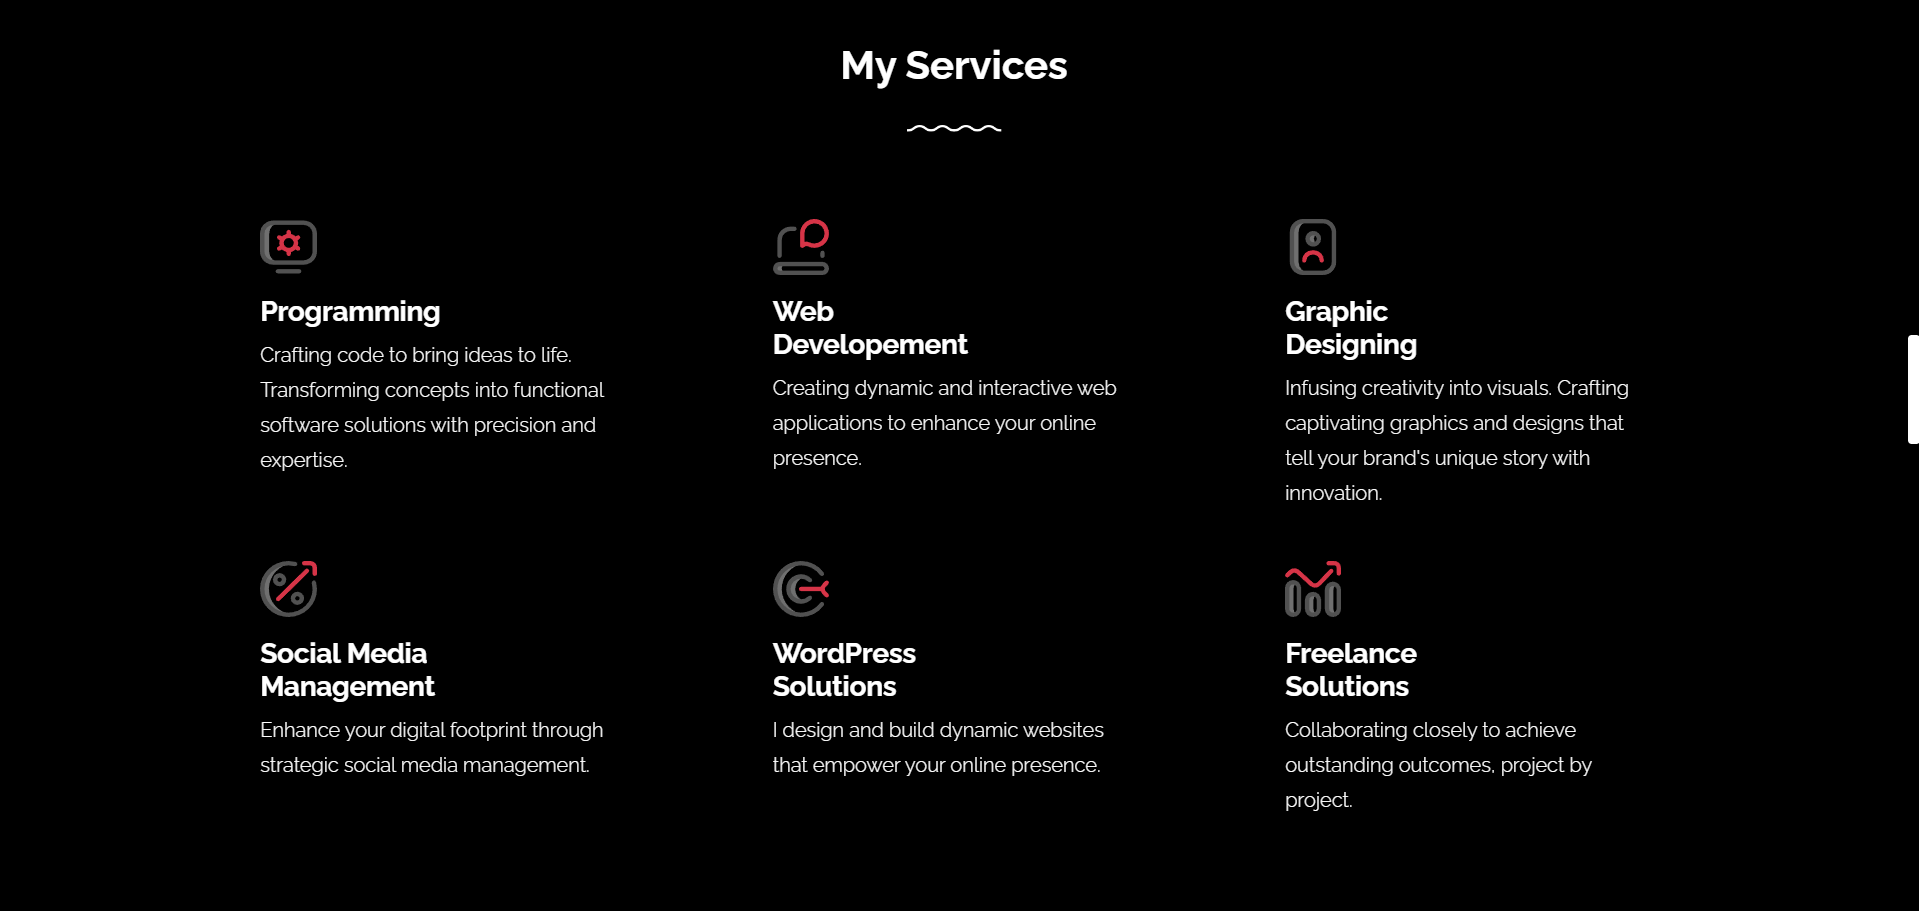 My Services
Programming
Crafting code to bring ideas to life.
Transforming concepts into functional
software solutions with precision and
expertise.
Web
Developement
Creating dynamic and interactive web
applications to enhance your online
presence.
Graphic
Designing
Infusing creativity into visuals. Crafting
captivating graphics and designs that
tell your brand's unique story with
innovation.
Social Media
Management
Enhance your digital footprint through
strategic social media management.
WordPress
Solutions
I design and build dynamic websites
that empower your online presence.
Freelance
Solutions
Collaborating closely to achieve
outstanding outcomes, project by
project.